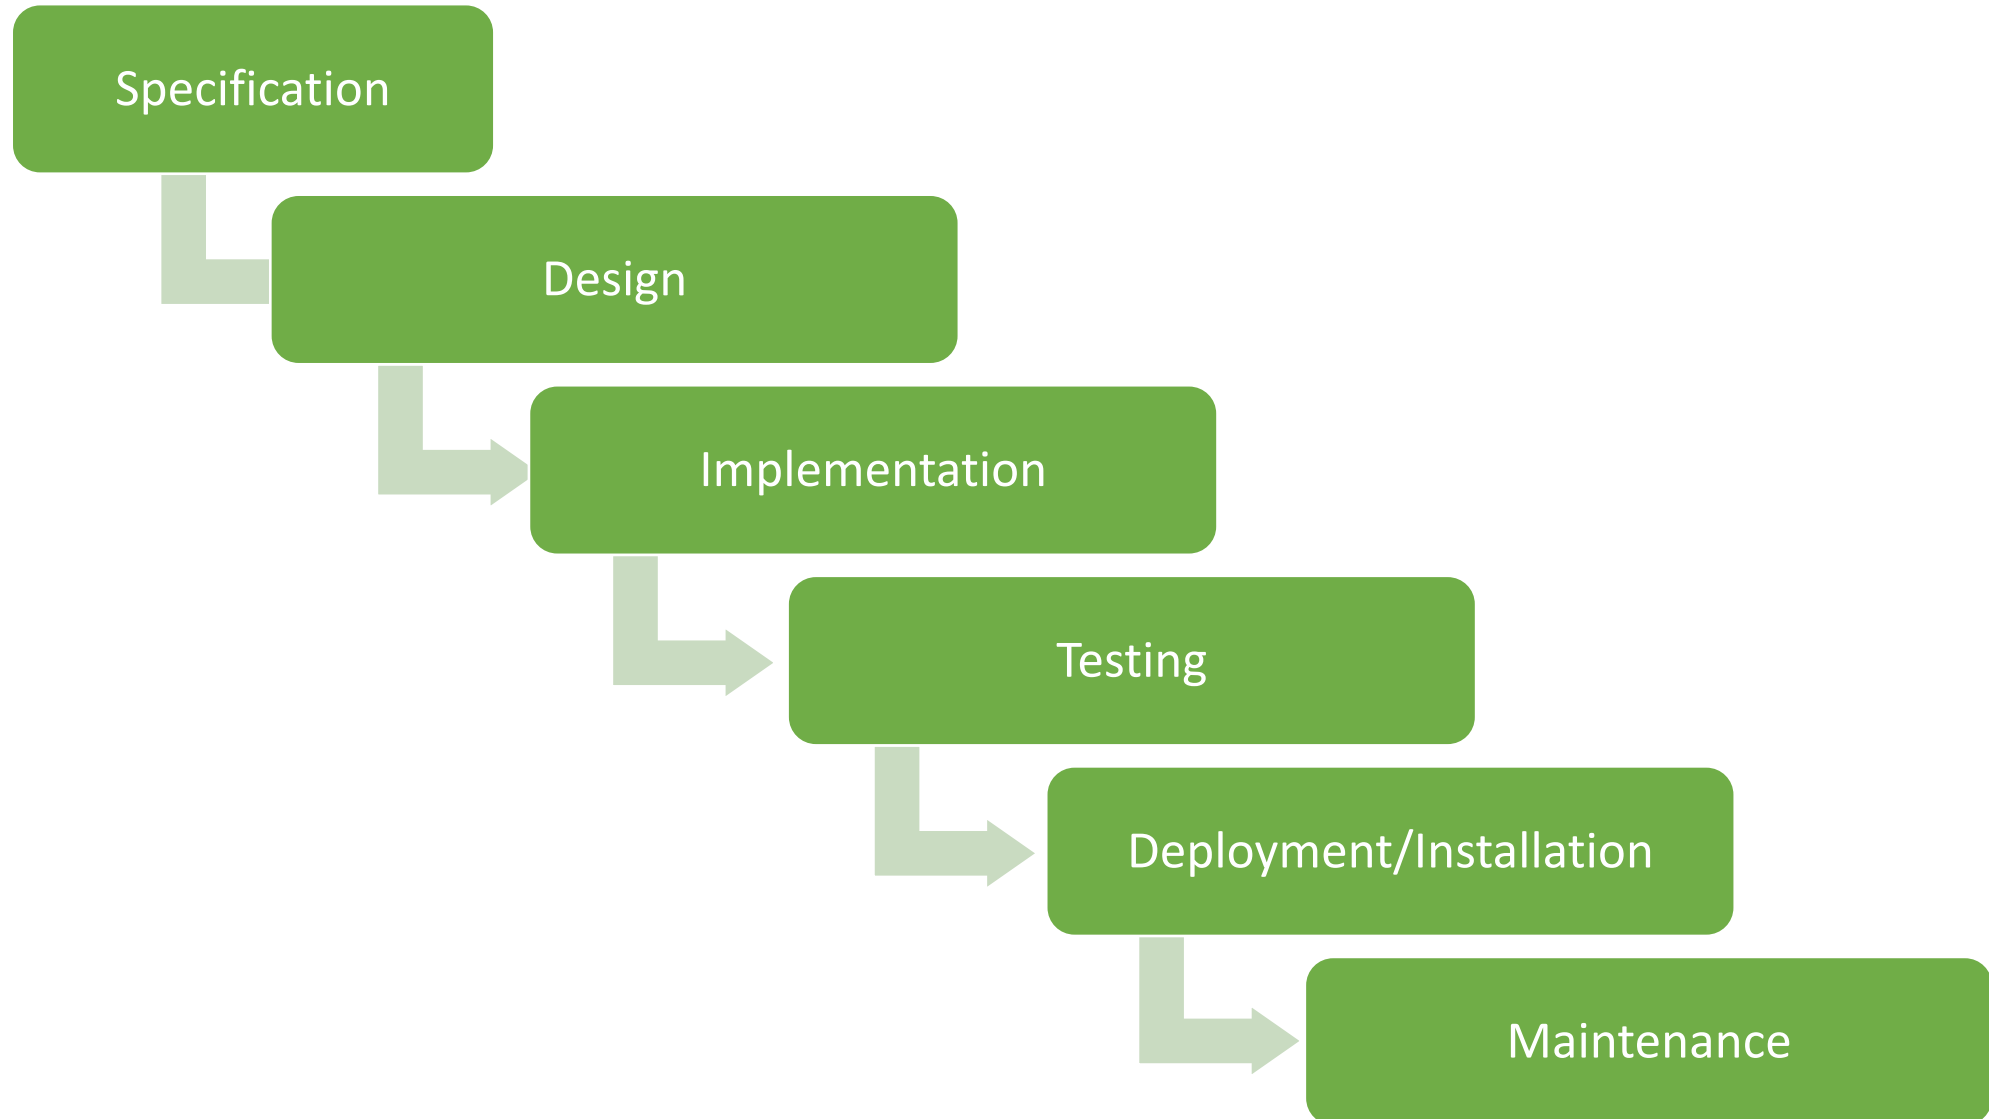 Specification
Design
Implementation
Testing
Deployment/Installation
Maintenance